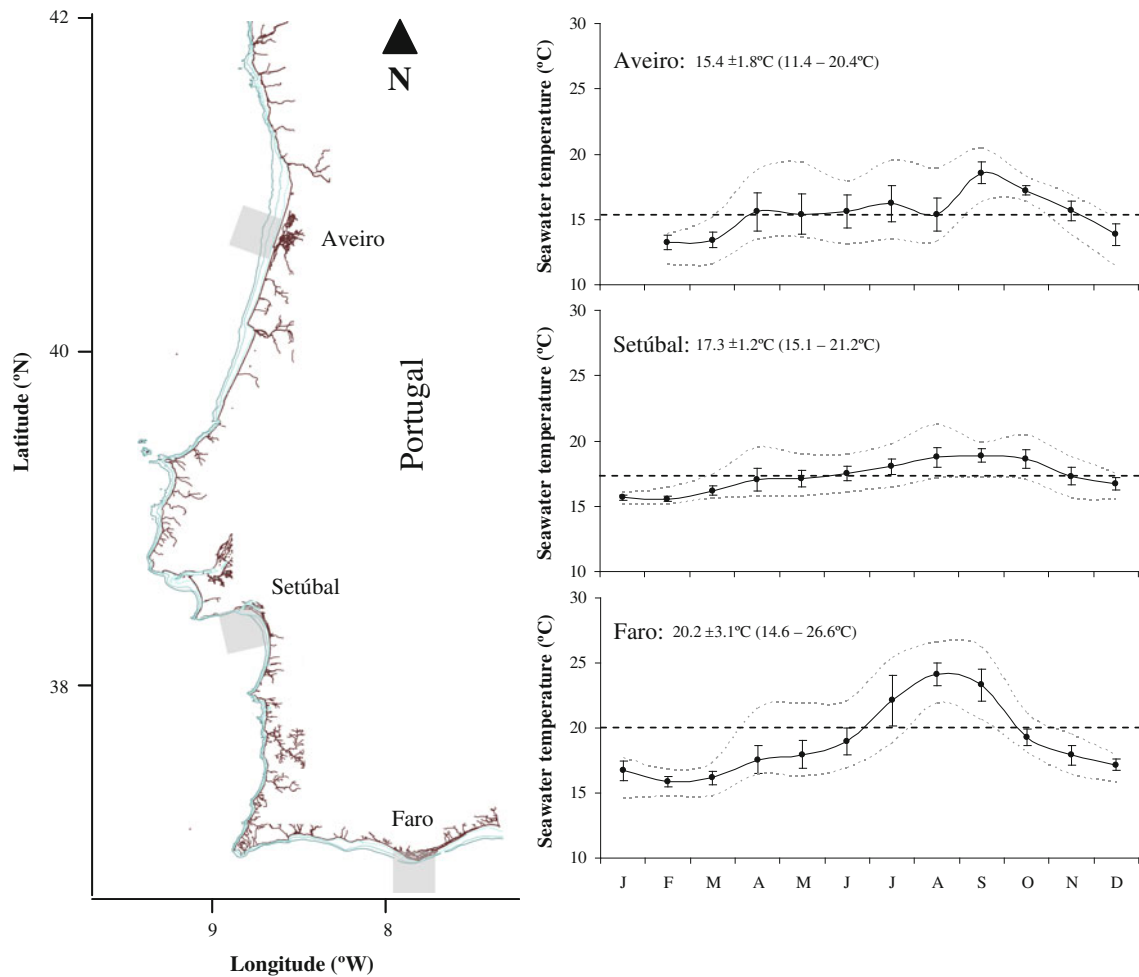 42
40
38
Latitude (ºN)
N
Aveiro
Portugal
Setúbal
Faro
9
8
Longitude (ºW)
Seawater temperature (ºC)
30
25
20
15
10
Aveiro: 15.4 ±1.8ºC (11.4 – 20.4ºC)
Seawater temperature (ºC)
30
25
20
15
10
Setúbal: 17.3 ±1.2ºC (15.1 – 21.2ºC)
Seawater temperature (ºC)
30
25
20
15
10
Faro: 20.2 ±3.1ºC (14.6 – 26.6ºC)
J F M A M J J A S O N D